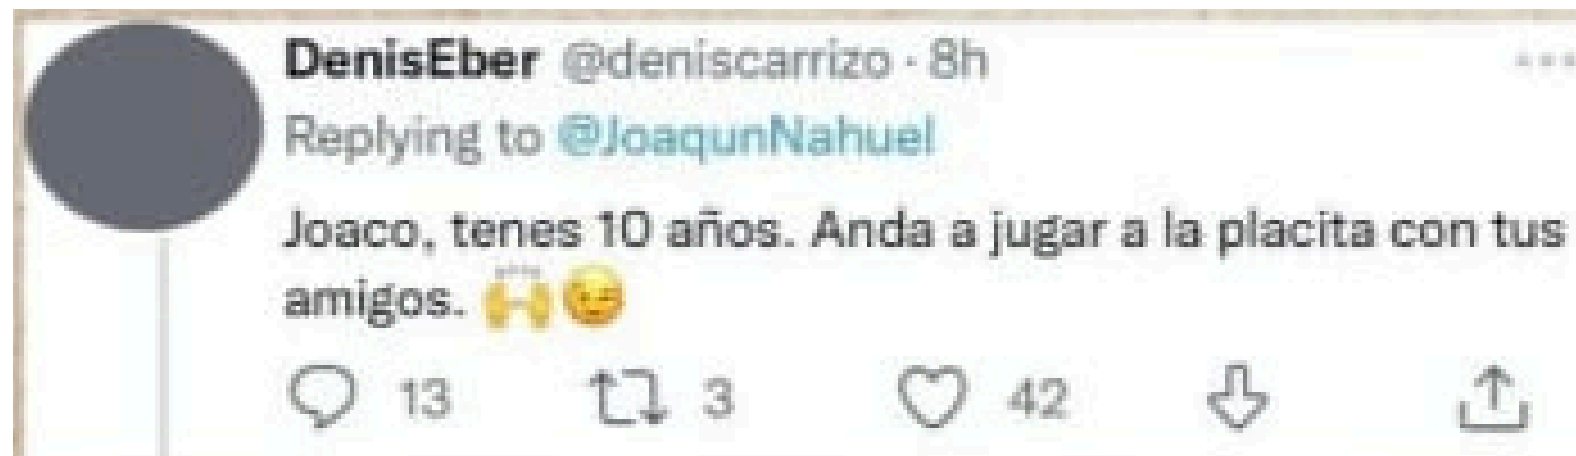 DenisEber @deniscarrizo · 8h
Replying to @JoaqunNahuel
Joaco, tenes 10 años. Anda a jugar a la placita con tus
amigos. 🙌😉
13 3 42